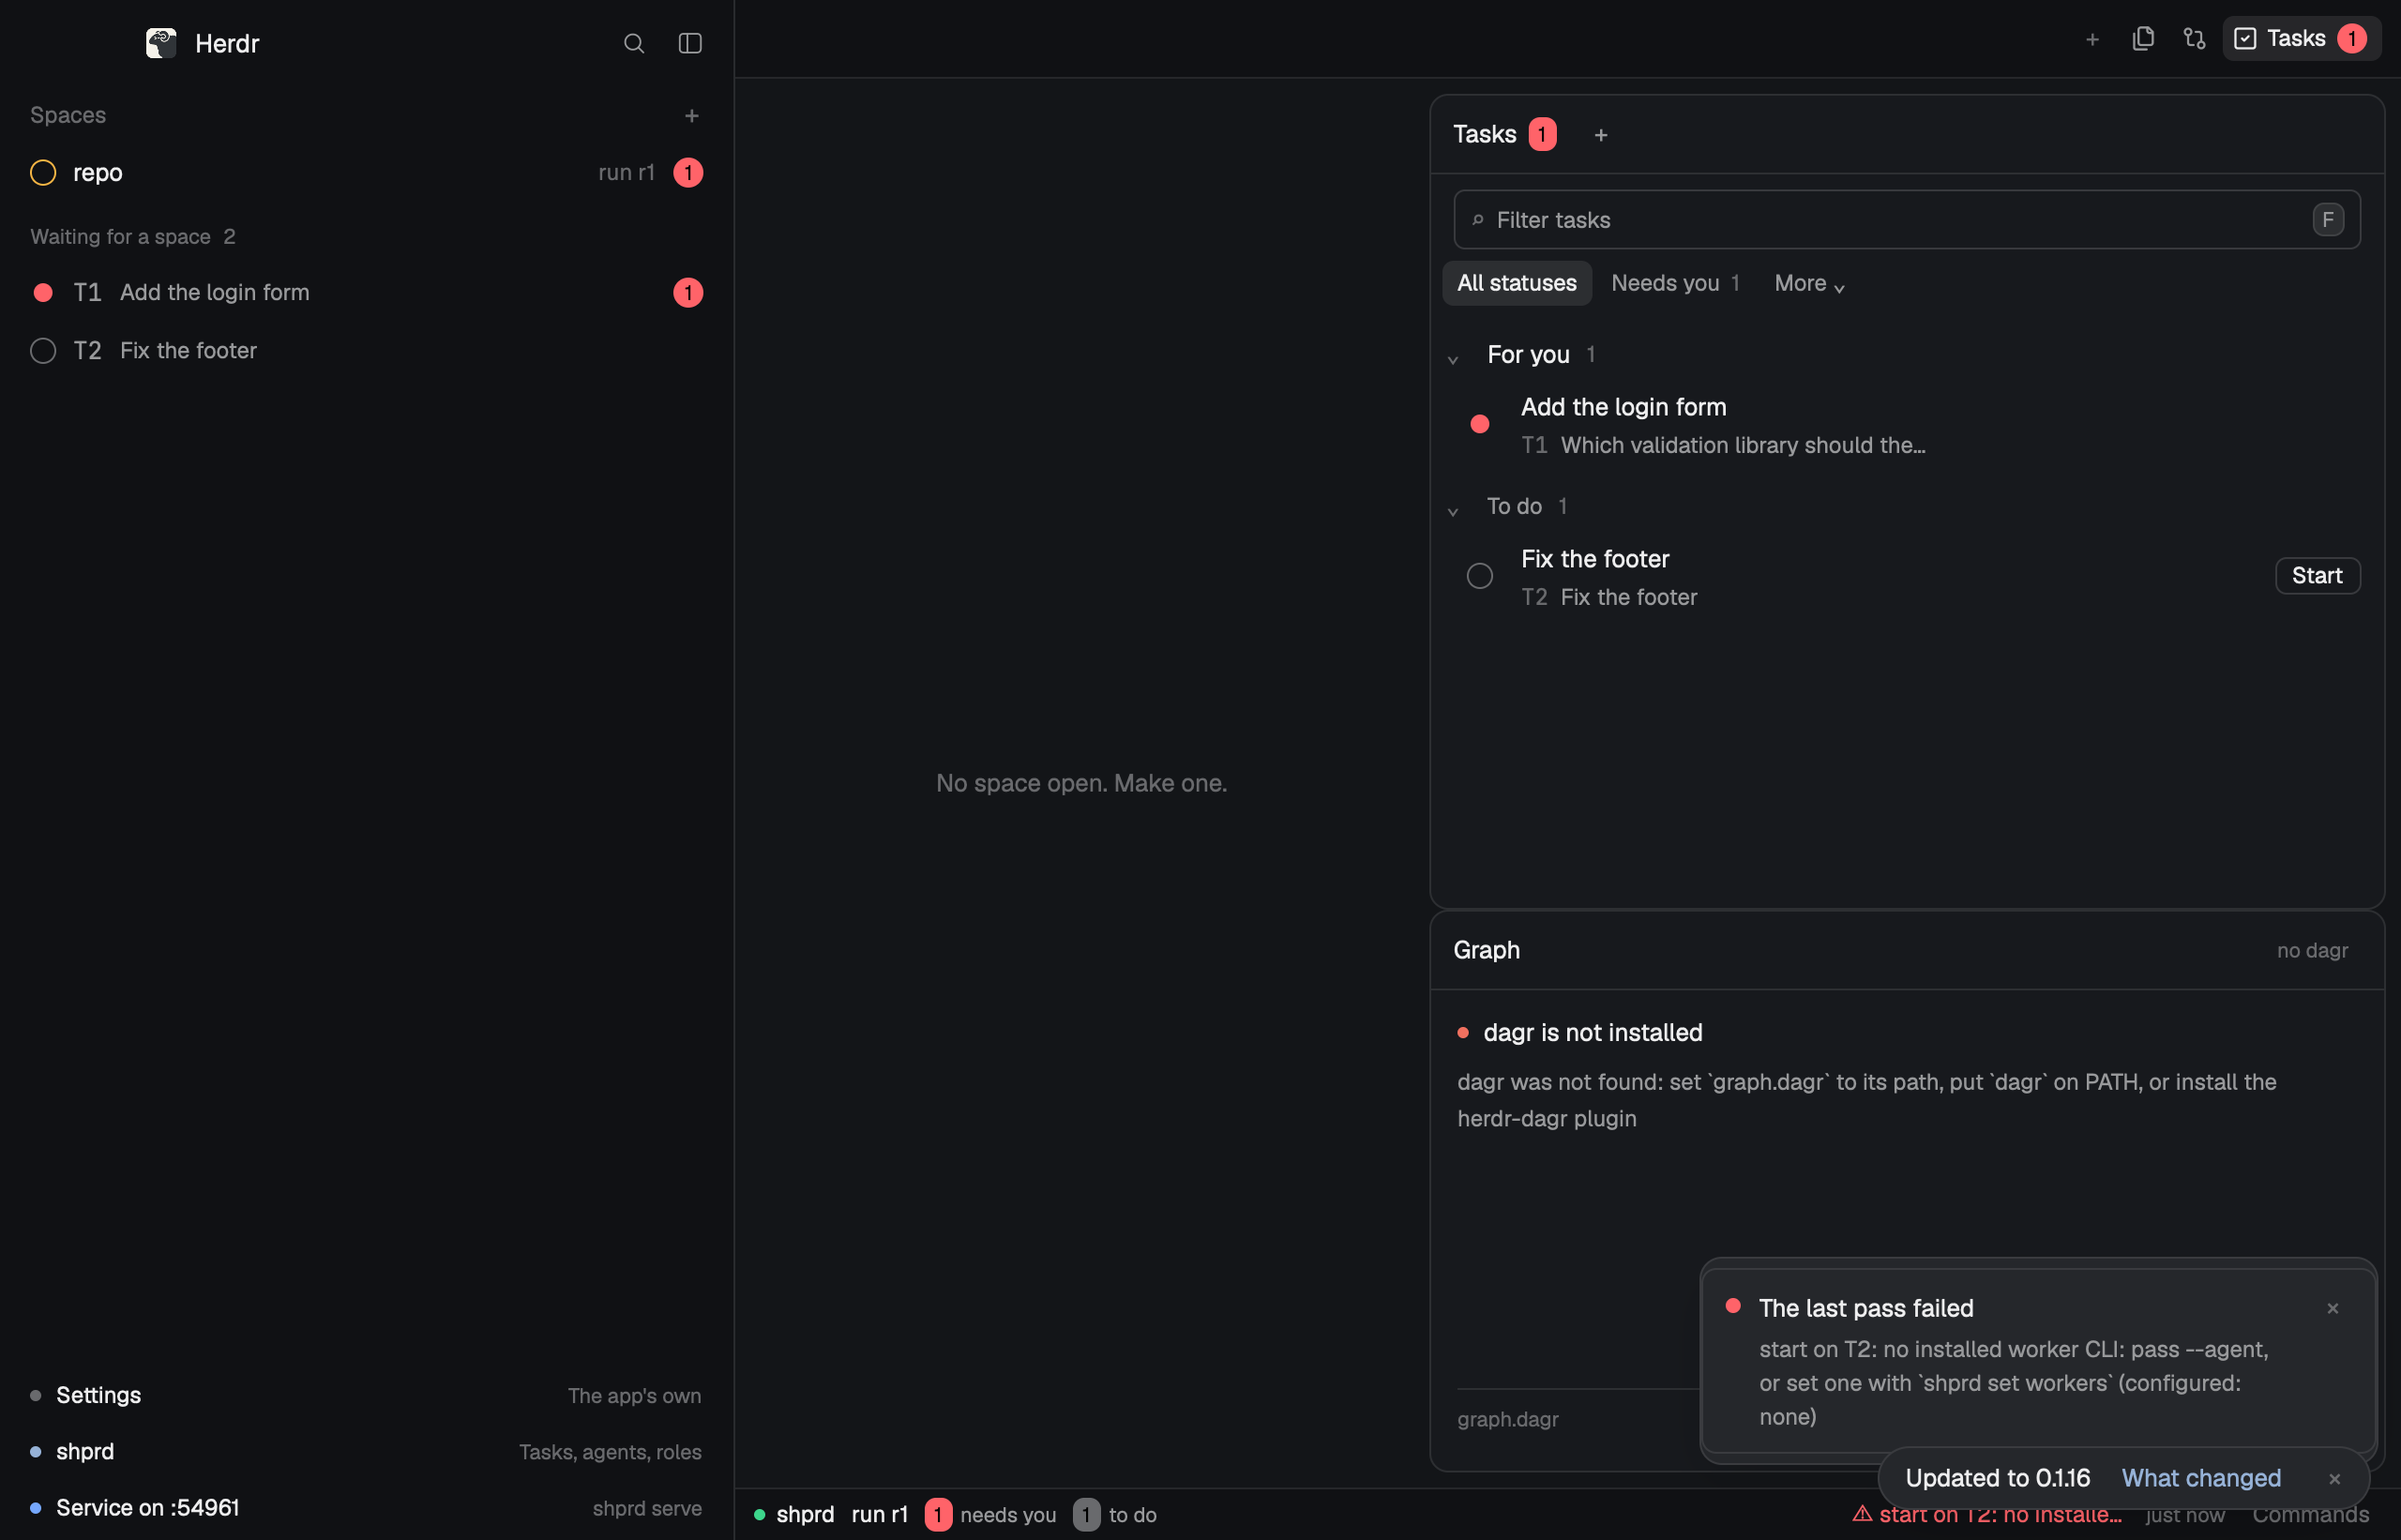 Herdr
Spaces
repo run r1 1
Waiting for a space 2
T1 Add the login form 1
T2 Fix the footer
Settings The app's own
shprd Tasks, agents, roles
Service on :54961 shprd serve
Tasks 1
No space open. Make one.
Tasks 1
Filter tasks F
All statuses Needs you 1 More
For you 1
Add the login form
T1 Which validation library should the…
To do 1
Fix the footer
T2 Fix the footer
Start
Graph no dagr
dagr is not installed
dagr was not found: set `graph.dagr` to its path, put `dagr` on PATH, or install the
herdr-dagr plugin
graph.dagr
The last pass failed
start on T2: no installed worker CLI: pass --agent,
or set one with `shprd set workers` (configured:
none)
Updated to 0.1.16 What changed
shprd run r1 1 needs you 1 to do
start on T2: no installe… just now Commands